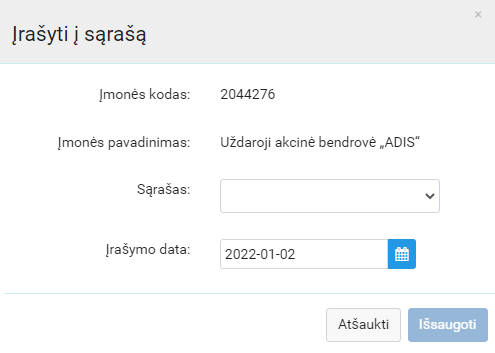 ×
Įrašyti į sąrašą
Įmonės kodas: 2044276
Įmonės pavadinimas: Uždaroji akcinė bendrovė „ADIS“
Sąrašas:
Įrašymo data: 2022-01-02
Atšaukti Išsaugoti